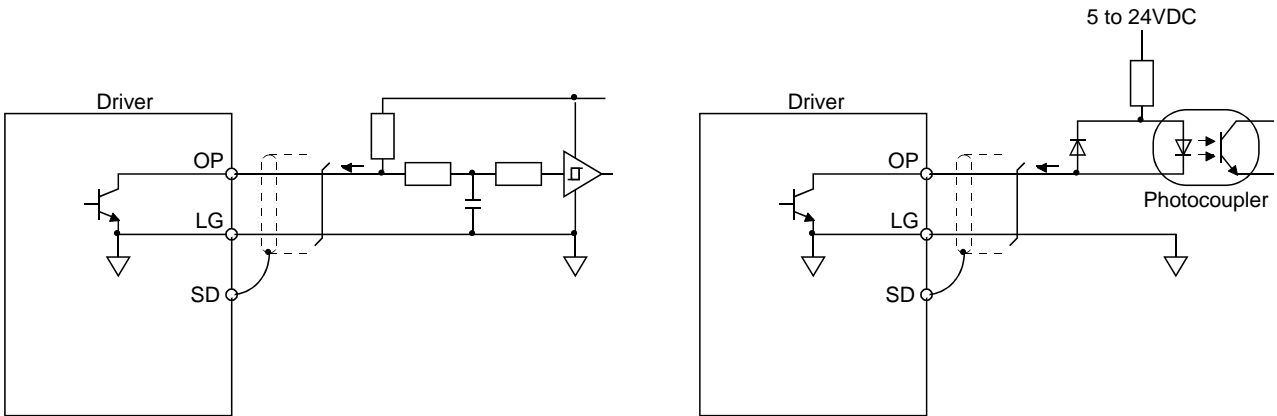 Driver
OP
LG
SD
5 to 24VDC
Driver
OP
LG
SD
Photocoupler